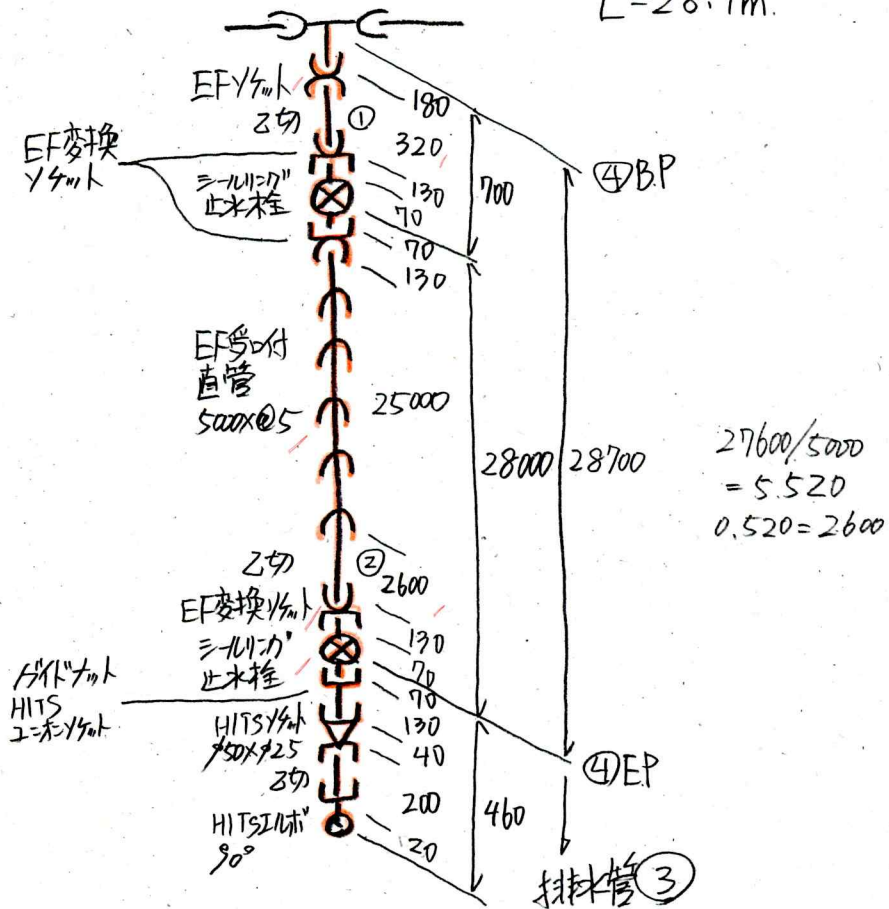 L=28.7m.
EFソケット
180
乙切 ①
320
EF変換
ソケット
シールリング
止水栓
130
70
700
④B.P
70
130
EF受口付
直管
5000×@5
25000
28000
28700
27600/5000
=5.520
0.520=2600
乙切 ②
2600
EF変換ソケット
シールリング
止水栓
130
70
ガイドナット
HITS
ユニオンソケット
70
HITSソケット
φ50×φ25
130
40
乙切
200
HITSエルボ
90°
20
460
④E.P
排水管 ③